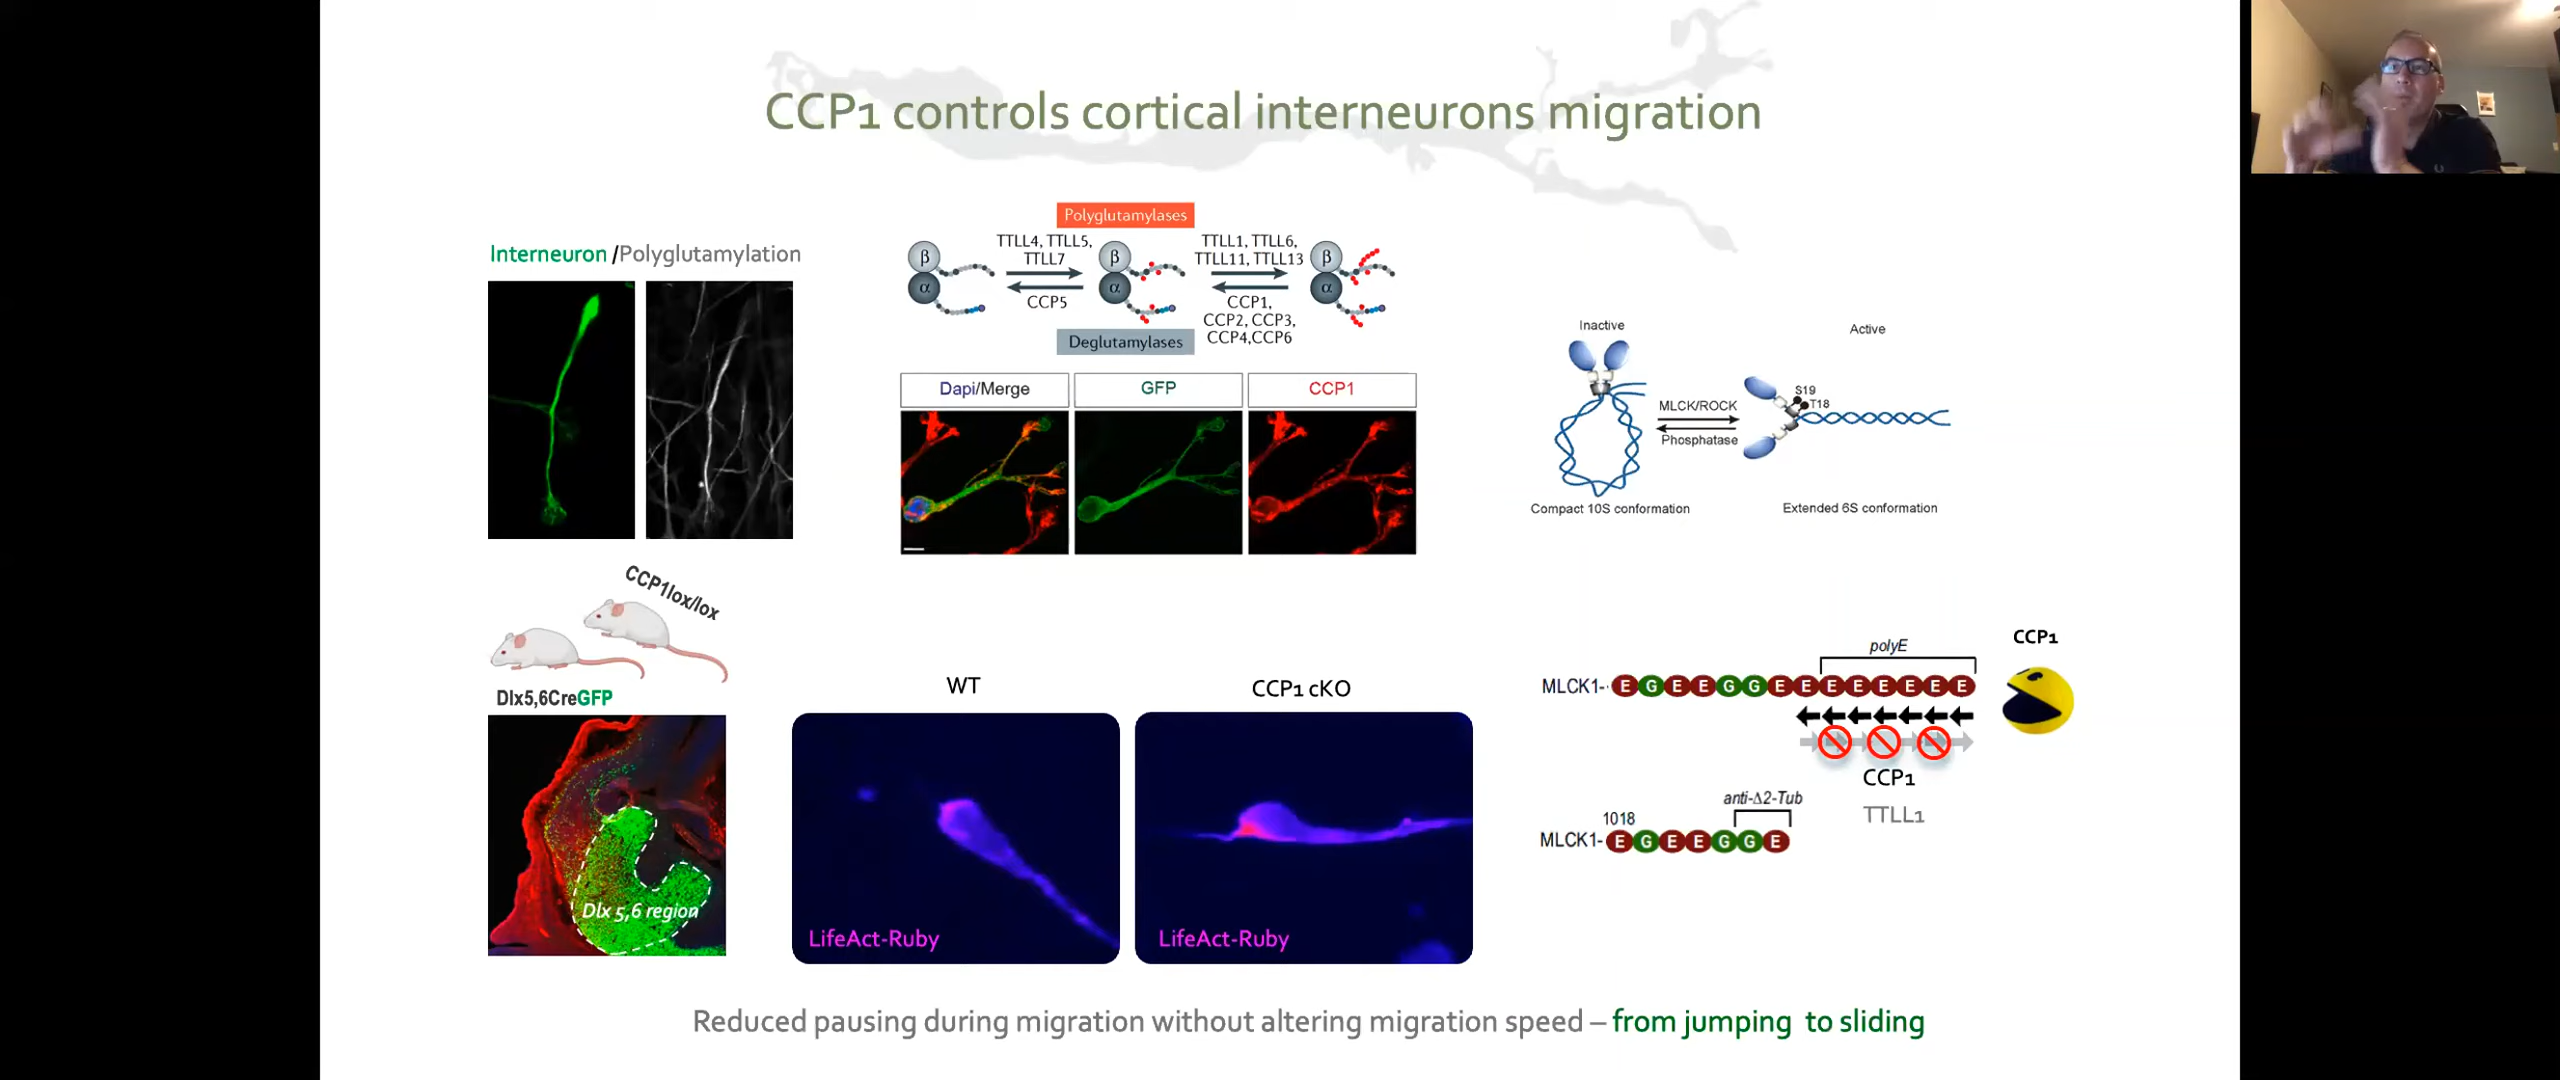 CCP1 controls cortical interneurons migration
Interneuron /Polyglutamylation
Polyglutamylases
β
α
TTLL4, TTLL5,
TTLL7
CCP5
β
α
TTLL1, TTLL6,
TTLL11, TTLL13
CCP1,
CCP2, CCP3,
CCP4,CCP6
β
α
Deglutamylases
Dapi/Merge
GFP
CCP1
Inactive
Active
MLCK/ROCK
Phosphatase
S19
T18
Compact 10S conformation
Extended 6S conformation
CCP1lox/lox
Dlx5,6CreGFP
Dlx 5,6 region
WT
CCP1 cKO
LifeAct-Ruby
LifeAct-Ruby
polyE
CCP1
MLCK1- E G E E G G E E E E E E E E
CCP1
TTLL1
anti-Δ2-Tub
1018
MLCK1- E G E E G G E
Reduced pausing during migration without altering migration speed – from jumping to sliding